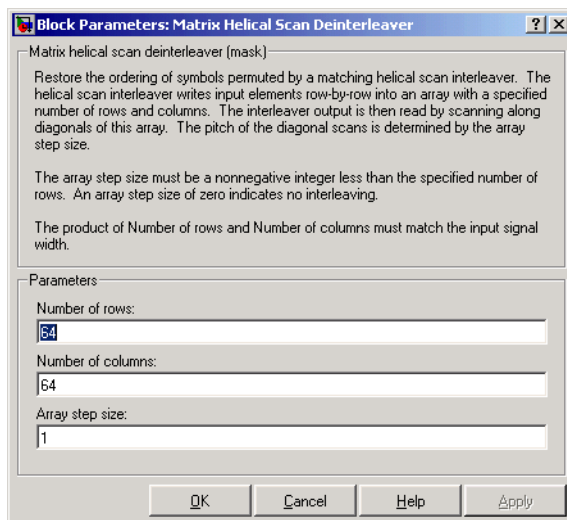 Block Parameters: Matrix Helical Scan Deinterleaver
Matrix helical scan deinterleaver (mask)
Restore the ordering of symbols permuted by a matching helical scan interleaver. The
helical scan interleaver writes input elements row-by-row into an array with a specified
number of rows and columns. The interleaver output is then read by scanning along
diagonals of this array. The pitch of the diagonal scans is determined by the array
step size.
The array step size must be a nonnegative integer less than the specified number of
rows. An array step size of zero indicates no interleaving.
The product of Number of rows and Number of columns must match the input signal
width.
Parameters
Number of rows:
64
Number of columns:
64
Array step size:
1
OK Cancel Help Apply